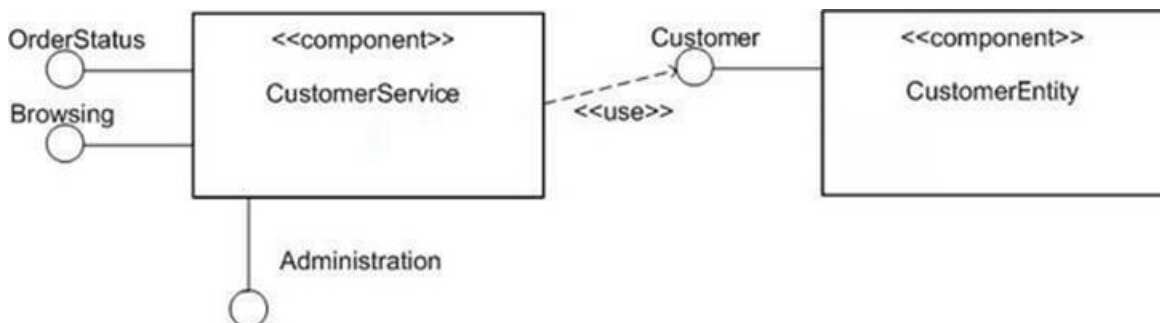 OrderStatus
<<component>>
Customer
<<component>>
CustomerService
CustomerEntity
Browsing
<<use>>
Administration